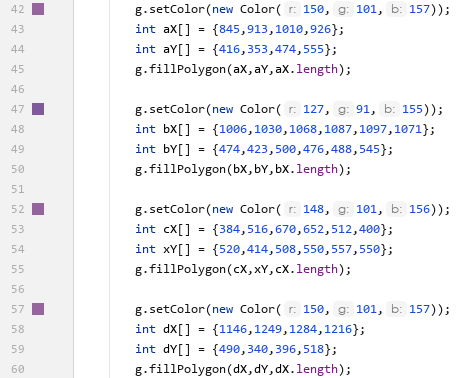 42 g.setColor(new Color( r: 150, g: 101, b: 157));
43 int aX[] = {845,913,1010,926};
44 int aY[] = {416,353,474,555};
45 g.fillPolygon(aX,aY,aX.length);
46
47 g.setColor(new Color( r: 127, g: 91, b: 155));
48 int bX[] = {1006,1030,1068,1087,1097,1071};
49 int bY[] = {474,423,500,476,488,545};
50 g.fillPolygon(bX,bY,bX.length);
51
52 g.setColor(new Color( r: 148, g: 101, b: 156));
53 int cX[] = {384,516,670,652,512,400};
54 int xY[] = {520,414,508,550,557,550};
55 g.fillPolygon(cX,xY,cX.length);
56
57 g.setColor(new Color( r: 150, g: 101, b: 157));
58 int dX[] = {1146,1249,1284,1216};
59 int dY[] = {490,340,396,518};
60 g.fillPolygon(dX,dY,dX.length);